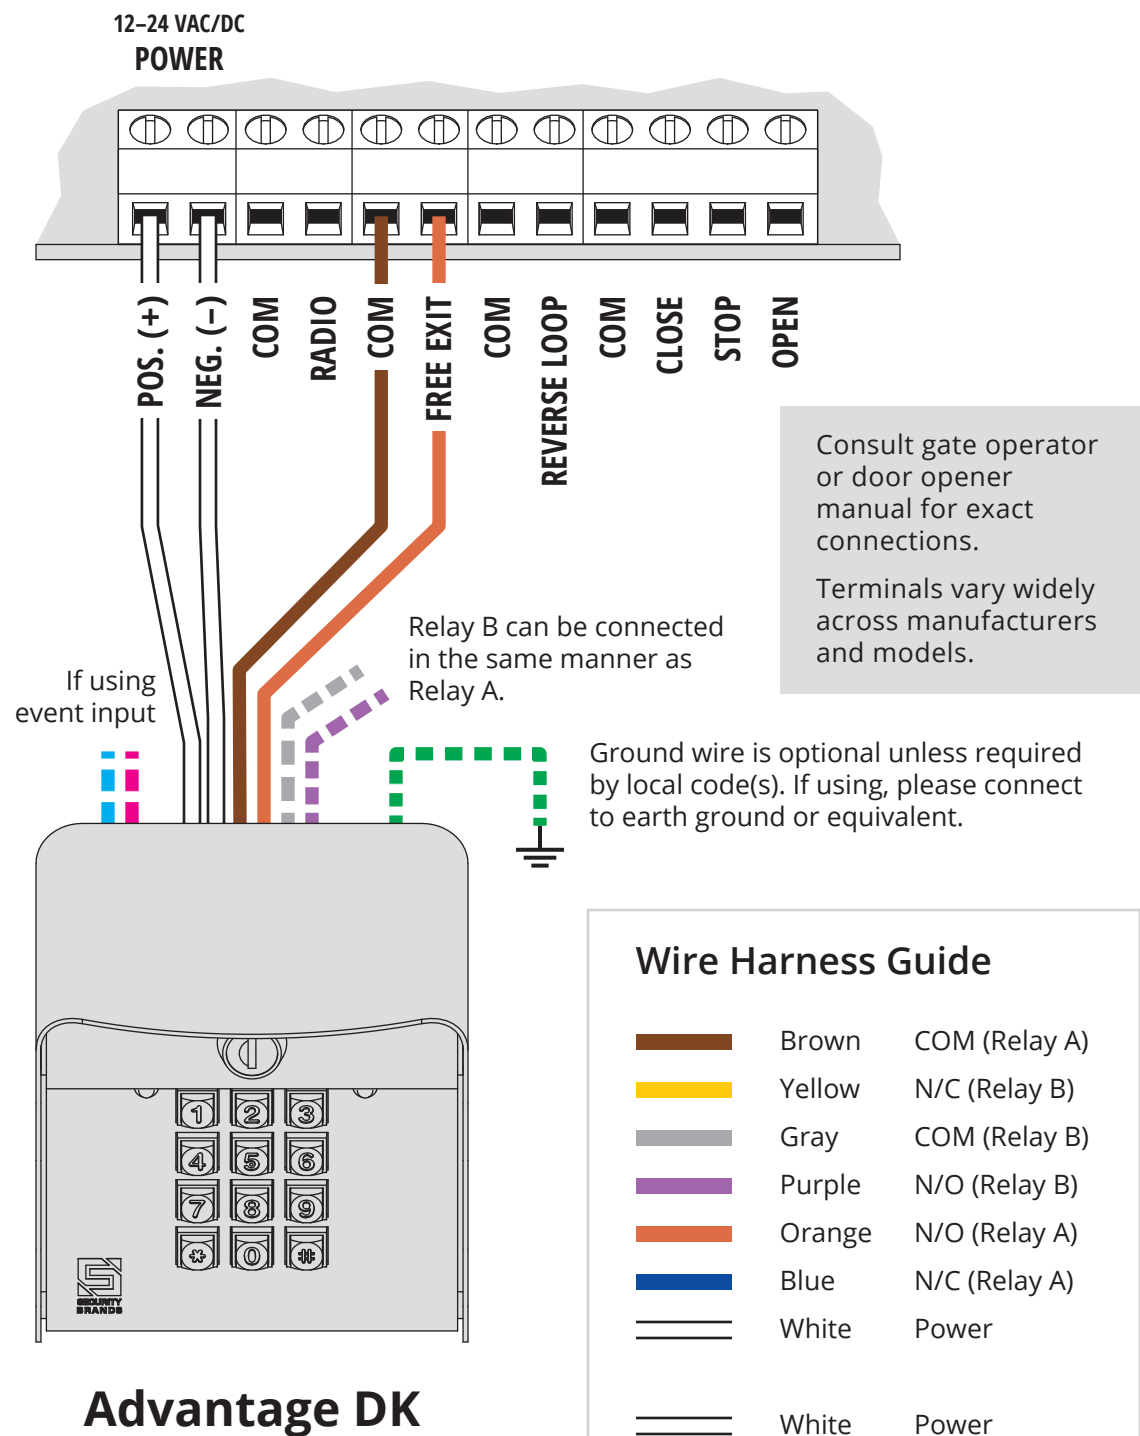 12–24 VAC/DC
POWER
POS. (+)
NEG. (–)
COM
RADIO
COM
FREE EXIT
COM
REVERSE LOOP
COM
CLOSE
STOP
OPEN
Consult gate operator
or door opener
manual for exact
connections.
Terminals vary widely
across manufacturers
and models.
Relay B can be connected
in the same manner as
Relay A.
If using
event input
Ground wire is optional unless required
by local code(s). If using, please connect
to earth ground or equivalent.
1 2 3
4 5 6
7 8 9
* 0 #
SECURITY
BRANDS
Advantage DK
Wire Harness Guide
Brown COM (Relay A)
Yellow N/C (Relay B)
Gray COM (Relay B)
Purple N/O (Relay B)
Orange N/O (Relay A)
Blue N/C (Relay A)
White Power
White Power